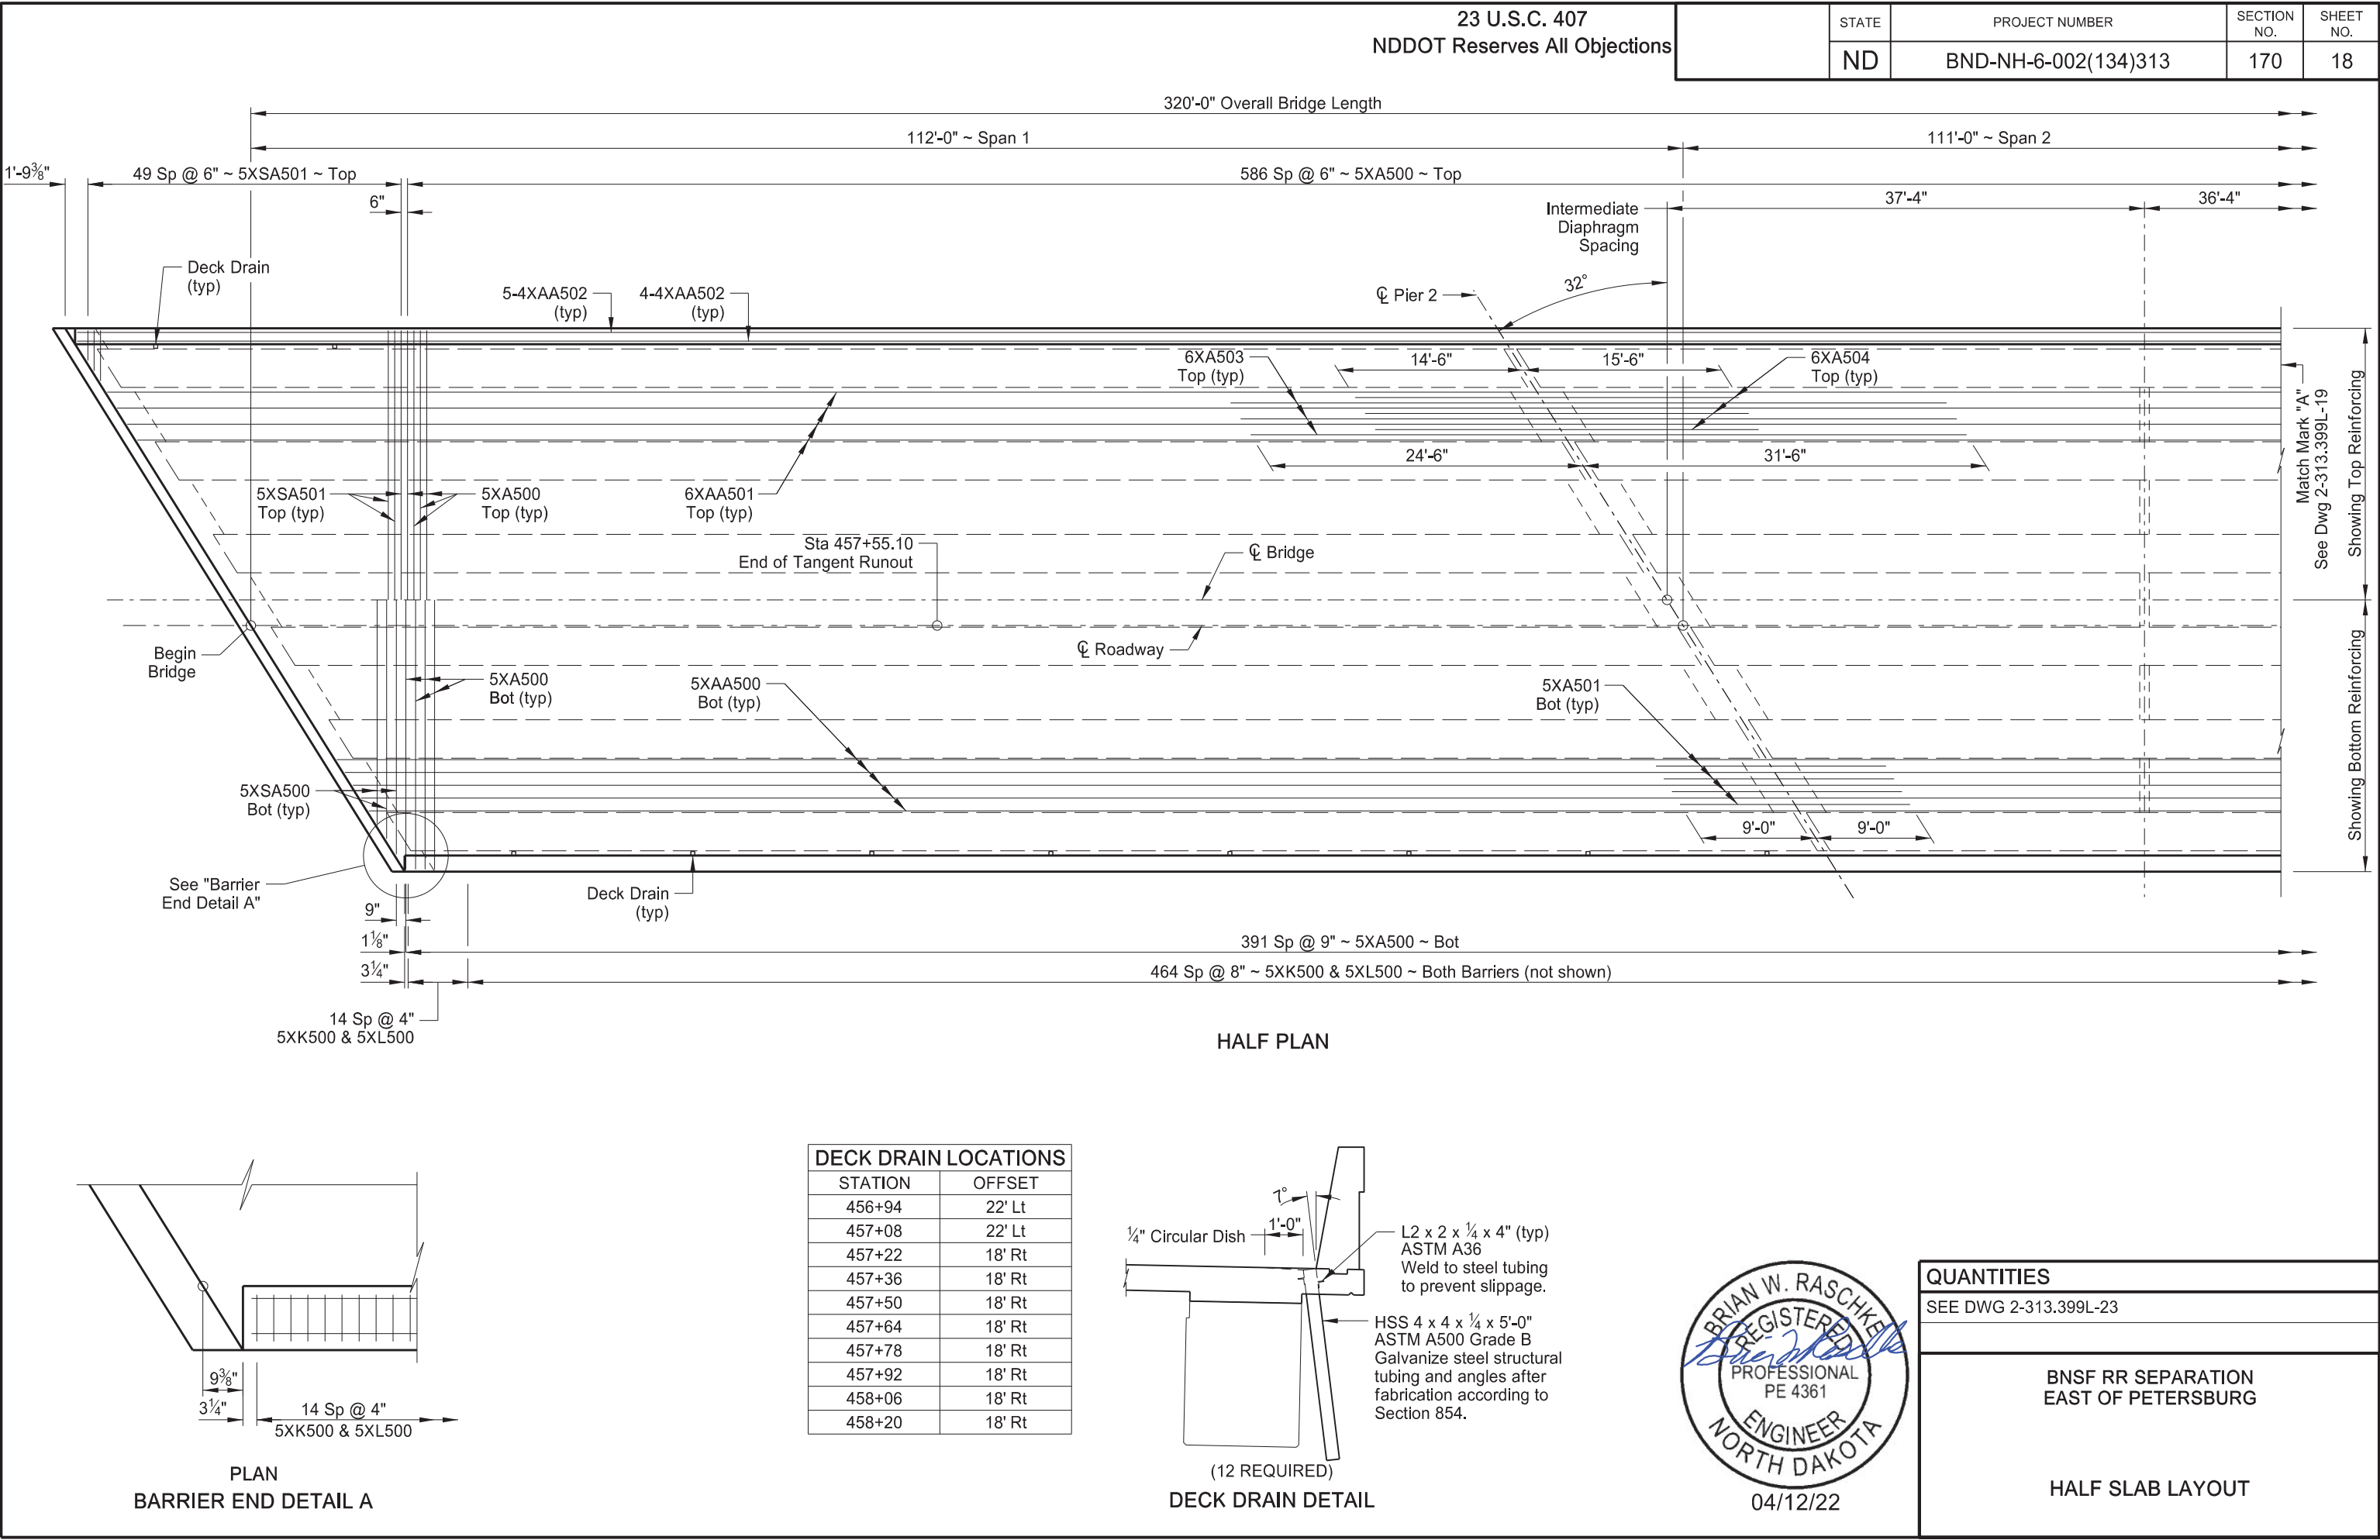 23 U.S.C. 407
NDDOT Reserves All Objections
STATE
PROJECT NUMBER
SECTION NO.
SHEET NO.
ND
BND-NH-6-002(134)313
170
18
320'-0" Overall Bridge Length
112'-0" ~ Span 1
111'-0" ~ Span 2
1'-9⅜"
49 Sp @ 6" ~ 5XSA501 ~ Top
586 Sp @ 6" ~ 5XA500 ~ Top
6"
Intermediate
Diaphragm
Spacing
37'-4"
36'-4"
Deck Drain
(typ)
5-4XAA502
(typ)
4-4XAA502
(typ)
℄ Pier 2
32°
6XA503
Top (typ)
14'-6"
15'-6"
6XA504
Top (typ)
24'-6"
31'-6"
5XSA501
Top (typ)
5XA500
Top (typ)
6XAA501
Top (typ)
Sta 457+55.10
End of Tangent Runout
℄ Bridge
℄ Roadway
Begin
Bridge
5XA500
Bot (typ)
5XAA500
Bot (typ)
5XA501
Bot (typ)
5XSA500
Bot (typ)
9'-0"
9'-0"
Match Mark "A"
See Dwg 2-313.399L-19
Showing Top Reinforcing
Showing Bottom Reinforcing
See "Barrier
End Detail A"
Deck Drain
(typ)
9"
1⅛"
391 Sp @ 9" ~ 5XA500 ~ Bot
3¼"
464 Sp @ 8" ~ 5XK500 & 5XL500 ~ Both Barriers (not shown)
14 Sp @ 4"
5XK500 & 5XL500
HALF PLAN
9⅜"
3¼"
14 Sp @ 4"
5XK500 & 5XL500
PLAN
BARRIER END DETAIL A
DECK DRAIN LOCATIONS
STATION OFFSET
456+94 22' Lt
457+08 22' Lt
457+22 18' Rt
457+36 18' Rt
457+50 18' Rt
457+64 18' Rt
457+78 18' Rt
457+92 18' Rt
458+06 18' Rt
458+20 18' Rt
7°
1'-0"
¼" Circular Dish
L2 x 2 x ¼ x 4" (typ)
ASTM A36
Weld to steel tubing
to prevent slippage.
HSS 4 x 4 x ¼ x 5'-0"
ASTM A500 Grade B
Galvanize steel structural
tubing and angles after
fabrication according to
Section 854.
(12 REQUIRED)
DECK DRAIN DETAIL
BRIAN W. RASCHKE
REGISTERED
PROFESSIONAL
PE 4361
ENGINEER
NORTH DAKOTA
04/12/22
QUANTITIES
SEE DWG 2-313.399L-23
BNSF RR SEPARATION
EAST OF PETERSBURG
HALF SLAB LAYOUT